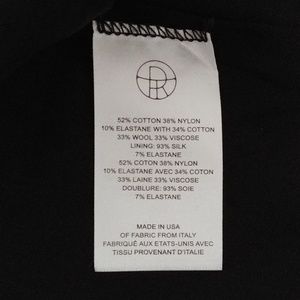 52% COTTON 38% NYLON
10% ELASTANE WITH 34% COTTON
33% WOOL 33% VISCOSE
LINING: 93% SILK
7% ELASTANE
52% COTON 38% NYLON
10% ELASTANE AVEC 34% COTON
33% LAINE 33% VISCOSE
DOUBLURE: 93% SOIE
7% ELASTANE
MADE IN USA
OF FABRIC FROM ITALY
FABRIQUÉ AUX ETATS-UNIS AVEC
TISSU PROVENANT D'ITALIE